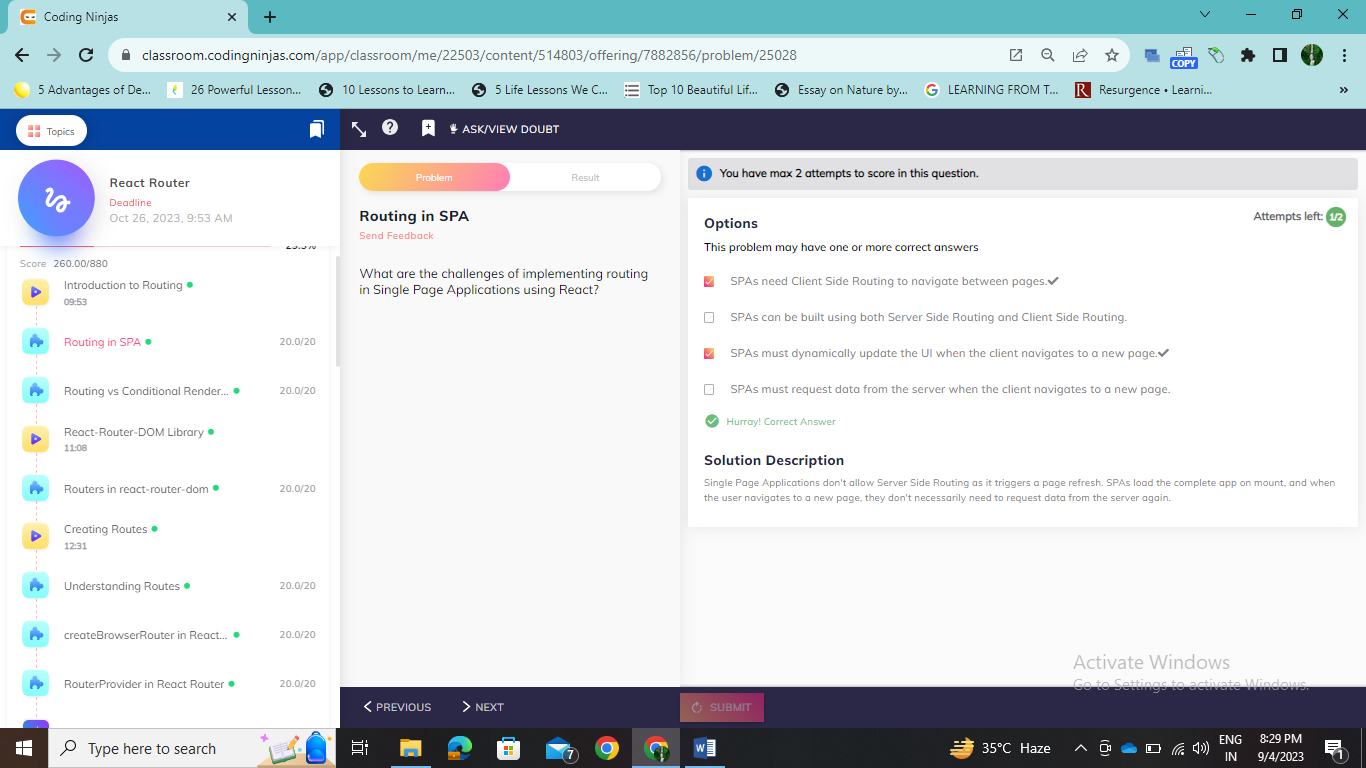 Coding Ninjas
classroom.codingninjas.com/app/classroom/me/22503/content/514803/offering/7882856/problem/25028
COPY
5 Advantages of De...
26 Powerful Lesson...
10 Lessons to Learn...
5 Life Lessons We C...
Top 10 Beautiful Lif...
Essay on Nature by...
LEARNING FROM T...
Resurgence • Learni...
Topics
ASK/VIEW DOUBT
React Router
Deadline
Oct 26, 2023, 9:53 AM
Score 260.00/880
Introduction to Routing
09:53
Routing in SPA 20.0/20
Routing vs Conditional Render... 20.0/20
React-Router-DOM Library
11:08
Routers in react-router-dom 20.0/20
Creating Routes
12:31
Understanding Routes 20.0/20
createBrowserRouter in React... 20.0/20
RouterProvider in React Router 20.0/20
Problem
Result
Routing in SPA
Send Feedback
What are the challenges of implementing routing
in Single Page Applications using React?
PREVIOUS
NEXT
You have max 2 attempts to score in this question.
Options
Attempts left: 1/2
This problem may have one or more correct answers
SPAs need Client Side Routing to navigate between pages.
SPAs can be built using both Server Side Routing and Client Side Routing.
SPAs must dynamically update the UI when the client navigates to a new page.
SPAs must request data from the server when the client navigates to a new page.
Hurray! Correct Answer
Solution Description
Single Page Applications don't allow Server Side Routing as it triggers a page refresh. SPAs load the complete app on mount, and when
the user navigates to a new page, they don't necessarily need to request data from the server again.
Activate Windows
Go to Settings to activate Windows.
SUBMIT
Type here to search
7
35°C Haze
ENG
IN
8:29 PM
9/4/2023
1